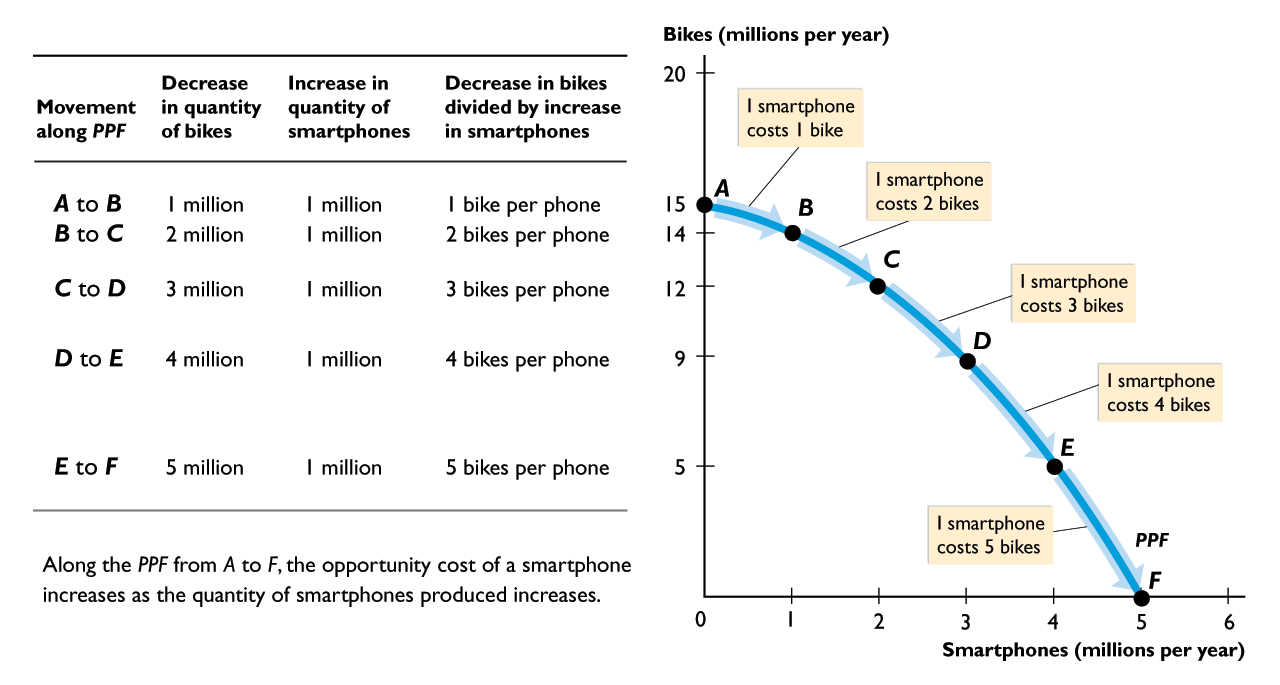 Movement
along PPF
Decrease
in quantity
of bikes
Increase in
quantity of
smartphones
Decrease in bikes
divided by increase
in smartphones
A to B 1 million 1 million 1 bike per phone
B to C 2 million 1 million 2 bikes per phone
C to D 3 million 1 million 3 bikes per phone
D to E 4 million 1 million 4 bikes per phone
E to F 5 million 1 million 5 bikes per phone
Along the PPF from A to F, the opportunity cost of a smartphone
increases as the quantity of smartphones produced increases.
Bikes (millions per year)
20
15
14
12
9
5
1 smartphone
costs 1 bike
1 smartphone
costs 2 bikes
1 smartphone
costs 3 bikes
1 smartphone
costs 4 bikes
1 smartphone
costs 5 bikes
A
B
C
D
E
F
PPF
0 1 2 3 4 5 6
Smartphones (millions per year)